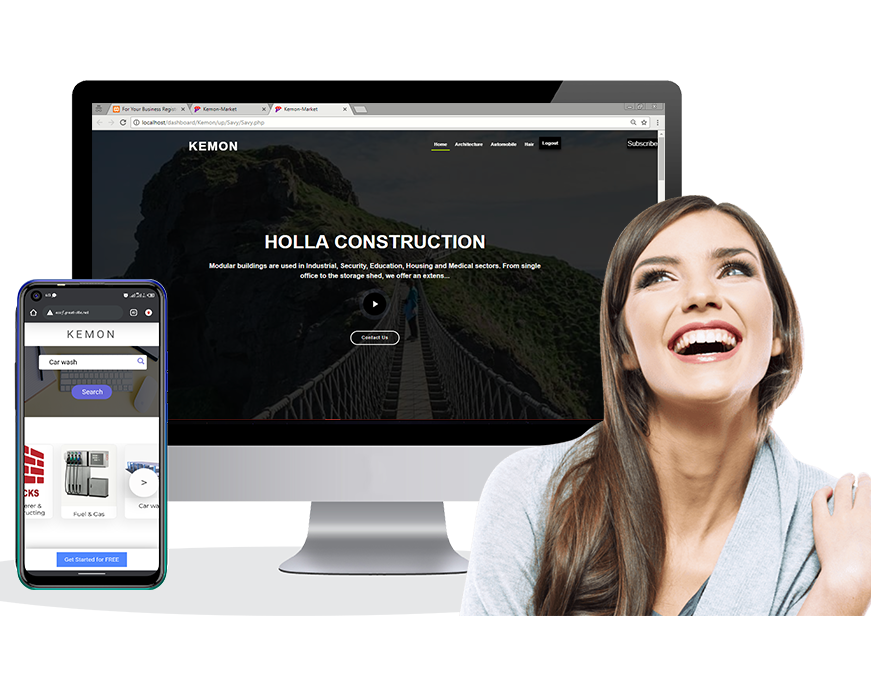 For Your Business Regist
Kemon-Market
Kemon-Market
localhost/dashboard/Kemon/up/Savy/Savy.php
KEMON
Home Architecture Automobile Hair Logout
Subscribe
HOLLA CONSTRUCTION
Modular buildings are used in Industrial, Security, Education, Housing and Medical sectors. From single
office to the storage shed, we offer an extens...
Contact Us
KEMON
Car wash
Search
CKS
erer &
ucting
Fuel & Gas
Car wa
>
Get Started for FREE